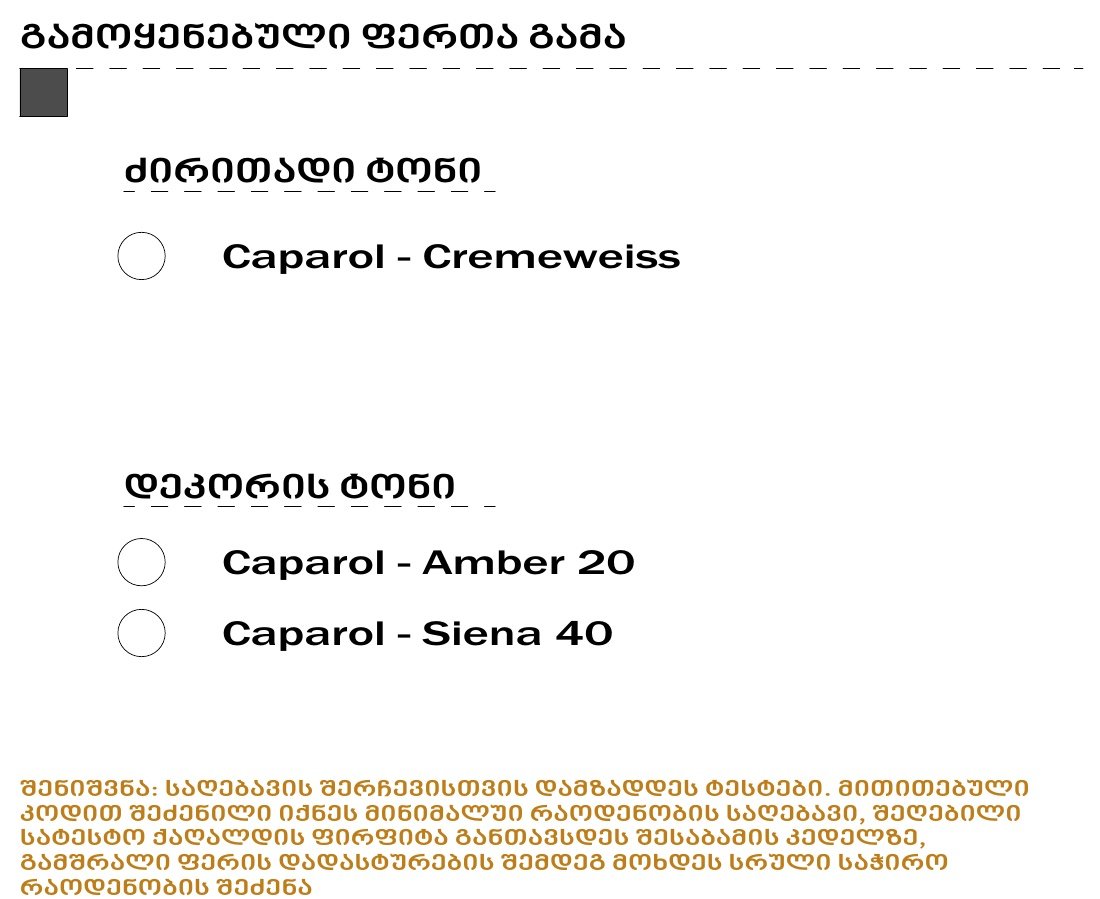 გამოყენებული ფერთა გამა
ძირითადი ტონი
Caparol - Cremeweiss
დეკორის ტონი
Caparol - Amber 20
Caparol - Siena 40
შენიშვნა: საღებავის შერჩევისთვის დამზადდეს ტესტები. მითითებული
კოდით შეძენილი იქნეს მინიმალუი რაოდენობის საღებავი, შეღებილი
სატესტო ქაღალდის ფირფიტა განთავსდეს შესაბამის კედელზე,
გამშრალი ფერის დადასტურების შემდეგ მოხდეს სრული საჭირო
რაოდენობის შეძენა